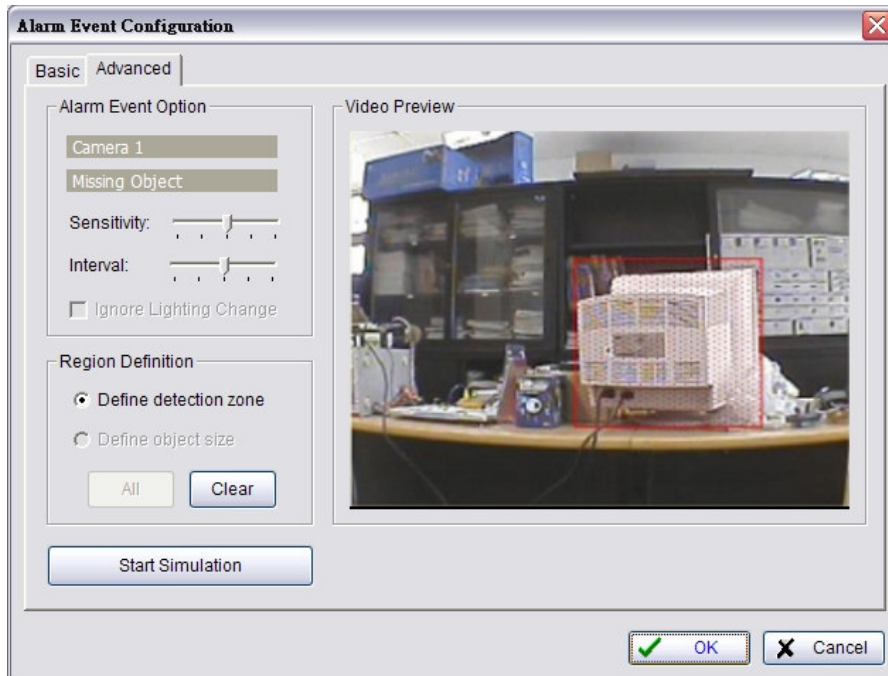 Alarm Event Configuration
Basic
Advanced
Alarm Event Option
Camera 1
Missing Object
Sensitivity:
Interval:
Ignore Lighting Change
Region Definition
Define detection zone
Define object size
All
Clear
Start Simulation
Video Preview
OK
Cancel